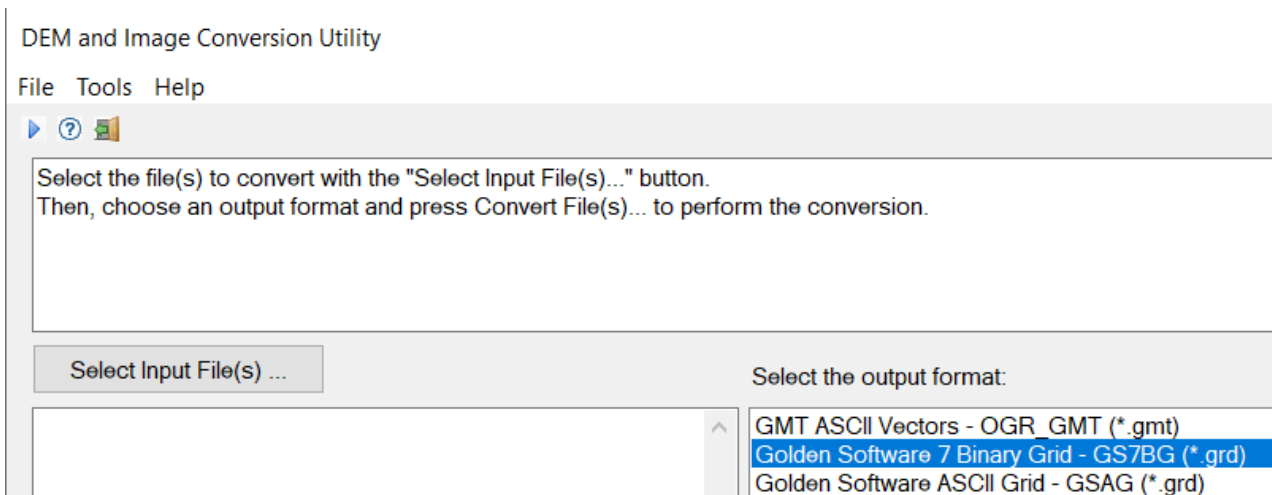 DEM and Image Conversion Utility
File Tools Help
Select the file(s) to convert with the "Select Input File(s)..." button.
Then, choose an output format and press Convert File(s)... to perform the conversion.
Select Input File(s) ...
Select the output format:
GMT ASCII Vectors - OGR_GMT (*.gmt)
Golden Software 7 Binary Grid - GS7BG (*.grd)
Golden Software ASCII Grid - GSAG (*.grd)